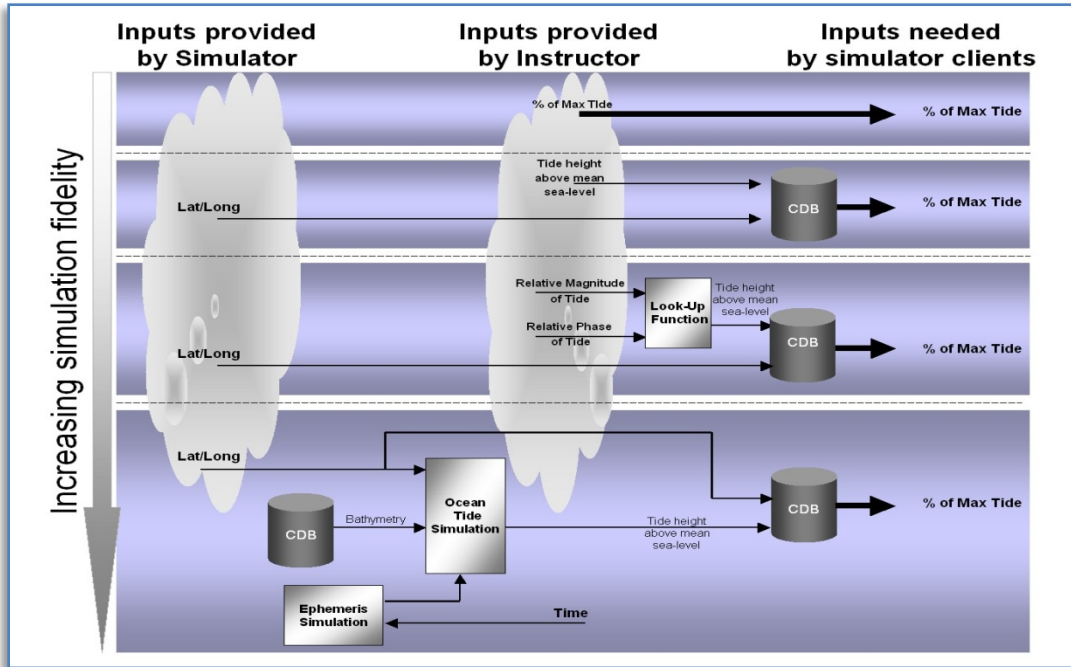 Inputs provided
by Simulator
Inputs provided
by Instructor
Inputs needed
by simulator clients
Increasing simulation fidelity
% of Max TIde
% of Max Tide
Tide height
above mean
sea-level
Lat/Long
CDB
% of Max Tide
Relative Magnitude
of Tide
Relative Phase
of Tide
Look-Up
Function
Tide height
above mean
sea-level
Lat/Long
CDB
% of Max Tide
Lat/Long
CDB
Bathymetry
Ocean
Tide
Simulation
Tide height
above mean
sea-level
CDB
% of Max Tide
Ephemeris
Simulation
Time